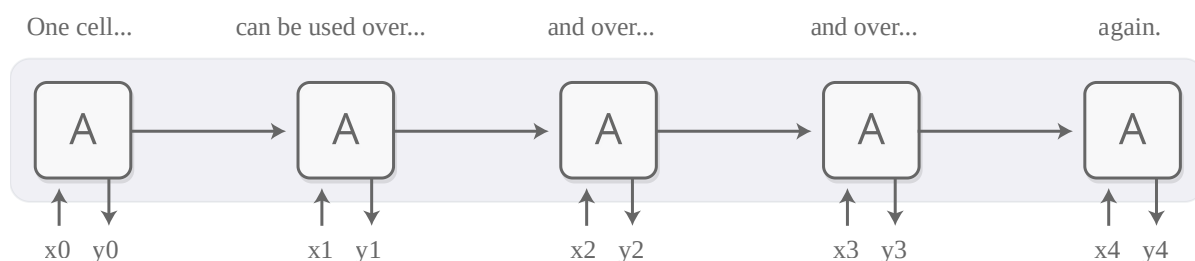 One cell... can be used over... and over... and over... again.
A A A A A
x0 y0 x1 y1 x2 y2 x3 y3 x4 y4